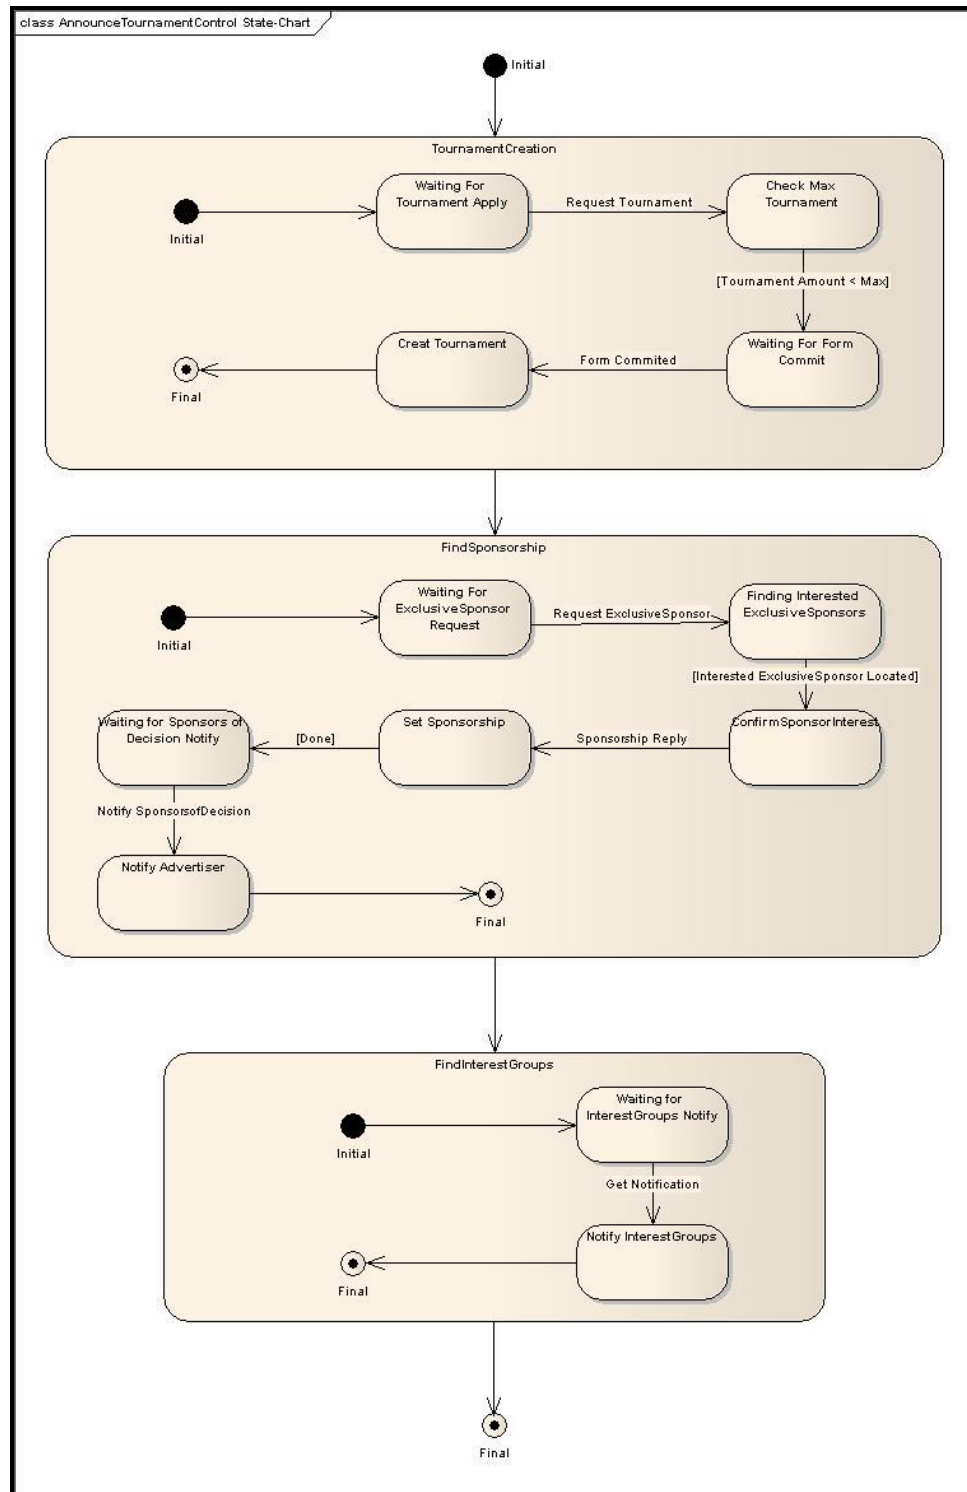 class AnnounceTournamentControl State-Chart
Initial
TournamentCreation
Waiting For
Tournament Apply
Request Tournament
Check Max
Tournament
Initial
[Tournament Amount < Max]
Creat Tournament
Form Commited
Waiting For Form
Commit
Final
FindSponsorship
Waiting For
ExclusiveSponsor
Request
Request ExclusiveSponsor
Finding Interested
ExclusiveSponsors
Initial
[Interested ExclusiveSponsor Located]
Waiting for Sponsors of
Decision Notify
[Done]
Set Sponsorship
Sponsorship Reply
ConfirmSponsorInterest
Notify SponsorsofDecision
Notify Advertiser
Final
FindInterestGroups
Waiting for
InterestGroups Notify
Initial
Get Notification
Notify InterestGroups
Final
Final